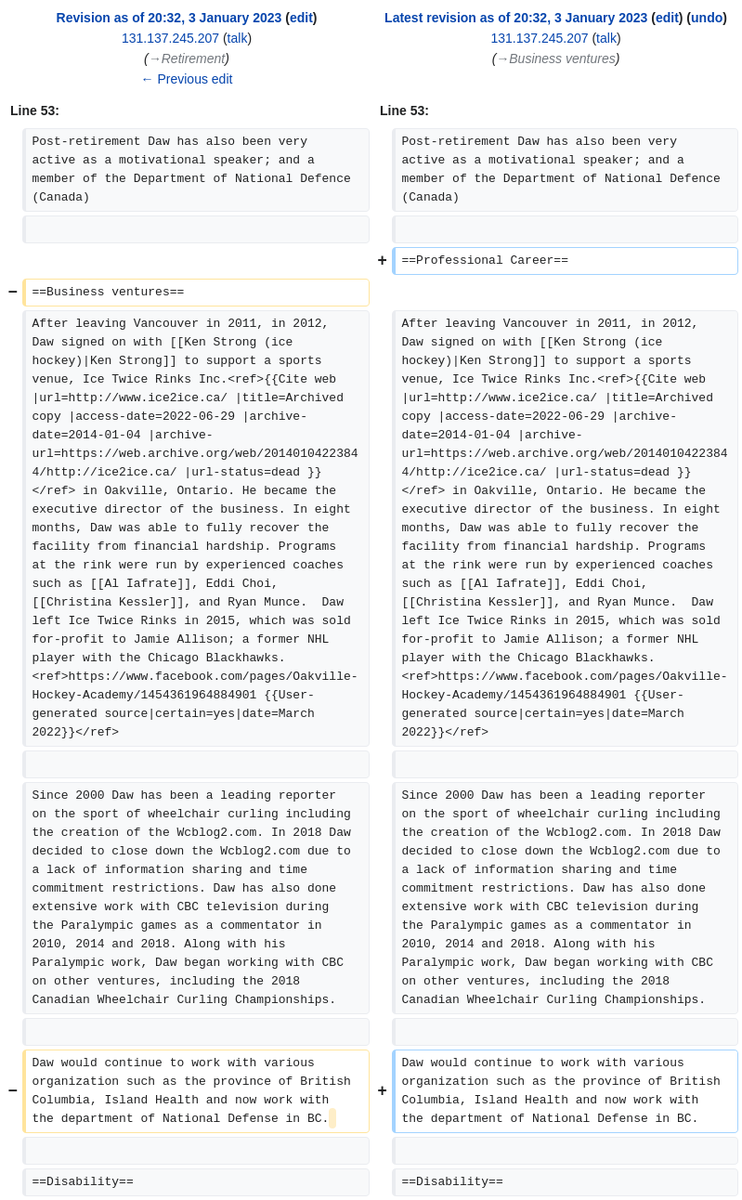 Revision as of 20:32, 3 January 2023 (edit)
131.137.245.207 (talk)
(→Retirement)
← Previous edit
Latest revision as of 20:32, 3 January 2023 (edit) (undo)
131.137.245.207 (talk)
(→Business ventures)
Line 53:
Line 53:
Post-retirement Daw has also been very
active as a motivational speaker; and a
member of the Department of National Defence
(Canada)
Post-retirement Daw has also been very
active as a motivational speaker; and a
member of the Department of National Defence
(Canada)
+ ==Professional Career==
− ==Business ventures==
After leaving Vancouver in 2011, in 2012,
Daw signed on with [[Ken Strong (ice
hockey)|Ken Strong]] to support a sports
venue, Ice Twice Rinks Inc.<ref>{{Cite web
|url=http://www.ice2ice.ca/ |title=Archived
copy |access-date=2022-06-29 |archive-
date=2014-01-04 |archive-
url=https://web.archive.org/web/2014010422384
4/http://ice2ice.ca/ |url-status=dead }}
</ref> in Oakville, Ontario. He became the
executive director of the business. In eight
months, Daw was able to fully recover the
facility from financial hardship. Programs
at the rink were run by experienced coaches
such as [[Al Iafrate]], Eddi Choi,
[[Christina Kessler]], and Ryan Munce.  Daw
left Ice Twice Rinks in 2015, which was sold
for-profit to Jamie Allison; a former NHL
player with the Chicago Blackhawks.
<ref>https://www.facebook.com/pages/Oakville-
Hockey-Academy/1454361964884901 {{User-
generated source|certain=yes|date=March
2022}}</ref>
After leaving Vancouver in 2011, in 2012,
Daw signed on with [[Ken Strong (ice
hockey)|Ken Strong]] to support a sports
venue, Ice Twice Rinks Inc.<ref>{{Cite web
|url=http://www.ice2ice.ca/ |title=Archived
copy |access-date=2022-06-29 |archive-
date=2014-01-04 |archive-
url=https://web.archive.org/web/2014010422384
4/http://ice2ice.ca/ |url-status=dead }}
</ref> in Oakville, Ontario. He became the
executive director of the business. In eight
months, Daw was able to fully recover the
facility from financial hardship. Programs
at the rink were run by experienced coaches
such as [[Al Iafrate]], Eddi Choi,
[[Christina Kessler]], and Ryan Munce.  Daw
left Ice Twice Rinks in 2015, which was sold
for-profit to Jamie Allison; a former NHL
player with the Chicago Blackhawks.
<ref>https://www.facebook.com/pages/Oakville-
Hockey-Academy/1454361964884901 {{User-
generated source|certain=yes|date=March
2022}}</ref>
Since 2000 Daw has been a leading reporter
on the sport of wheelchair curling including
the creation of the Wcblog2.com. In 2018 Daw
decided to close down the Wcblog2.com due to
a lack of information sharing and time
commitment restrictions. Daw has also done
extensive work with CBC television during
the Paralympic games as a commentator in
2010, 2014 and 2018. Along with his
Paralympic work, Daw began working with CBC
on other ventures, including the 2018
Canadian Wheelchair Curling Championships.
Since 2000 Daw has been a leading reporter
on the sport of wheelchair curling including
the creation of the Wcblog2.com. In 2018 Daw
decided to close down the Wcblog2.com due to
a lack of information sharing and time
commitment restrictions. Daw has also done
extensive work with CBC television during
the Paralympic games as a commentator in
2010, 2014 and 2018. Along with his
Paralympic work, Daw began working with CBC
on other ventures, including the 2018
Canadian Wheelchair Curling Championships.
− Daw would continue to work with various
organization such as the province of British
Columbia, Island Health and now work with
the department of National Defense in BC.
+ Daw would continue to work with various
organization such as the province of British
Columbia, Island Health and now work with
the department of National Defense in BC.
==Disability==
==Disability==